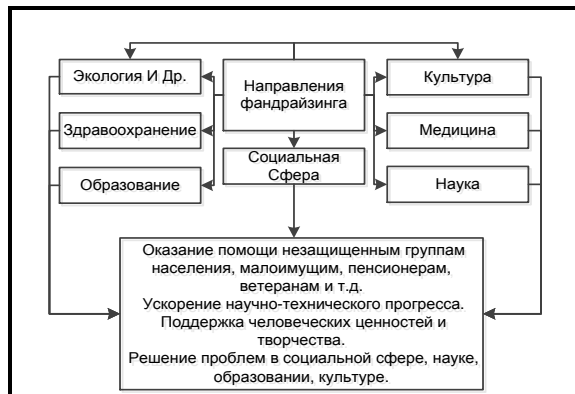 Экология И Др.
Направления
фандрайзинга
Культура
Здравоохранение
Медицина
Социальная
Сфера
Образование
Наука
Оказание помощи незащищенным группам
населения, малоимущим, пенсионерам,
ветеранам и т.д.
Ускорение научно-технического прогресса.
Поддержка человеческих ценностей и
творчества.
Решение проблем в социальной сфере, науке,
образовании, культуре.